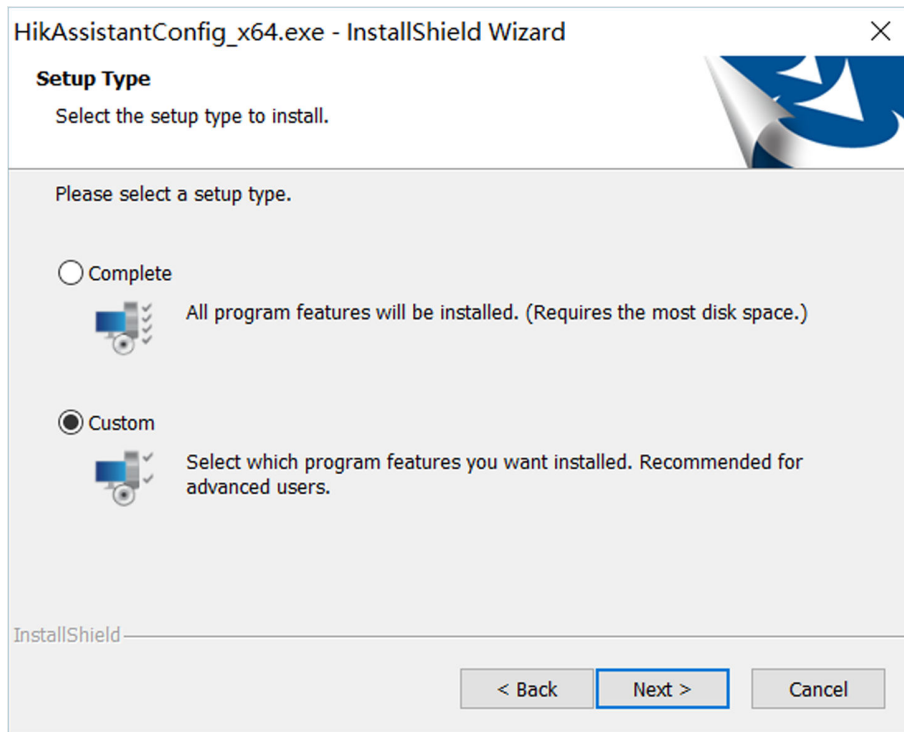 HikAssistantConfig_x64.exe - InstallShield Wizard
Setup Type
Select the setup type to install.
Please select a setup type.
Complete
All program features will be installed. (Requires the most disk space.)
Custom
Select which program features you want installed. Recommended for
advanced users.
InstallShield
< Back
Next >
Cancel